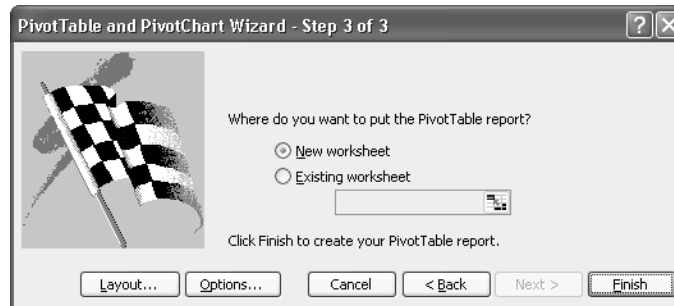 PivotTable and PivotChart Wizard - Step 3 of 3
Where do you want to put the PivotTable report?
New worksheet
Existing worksheet
Click Finish to create your PivotTable report.
Layout... Options... Cancel < Back Next > Finish